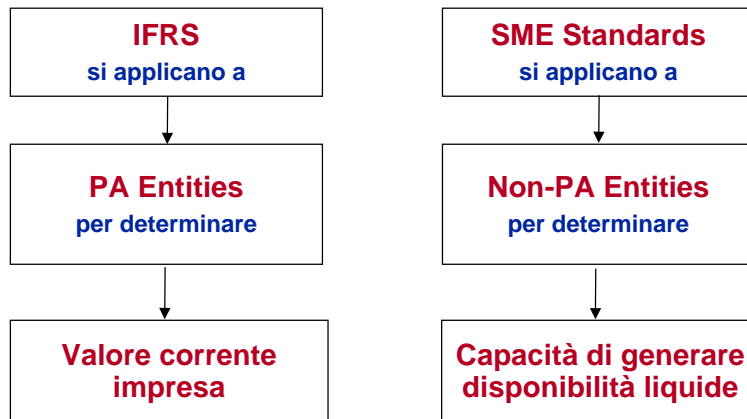 IFRS
si applicano a
PA Entities
per determinare
Valore corrente
impresa
SME Standards
si applicano a
Non-PA Entities
per determinare
Capacità di generare
disponibilità liquide